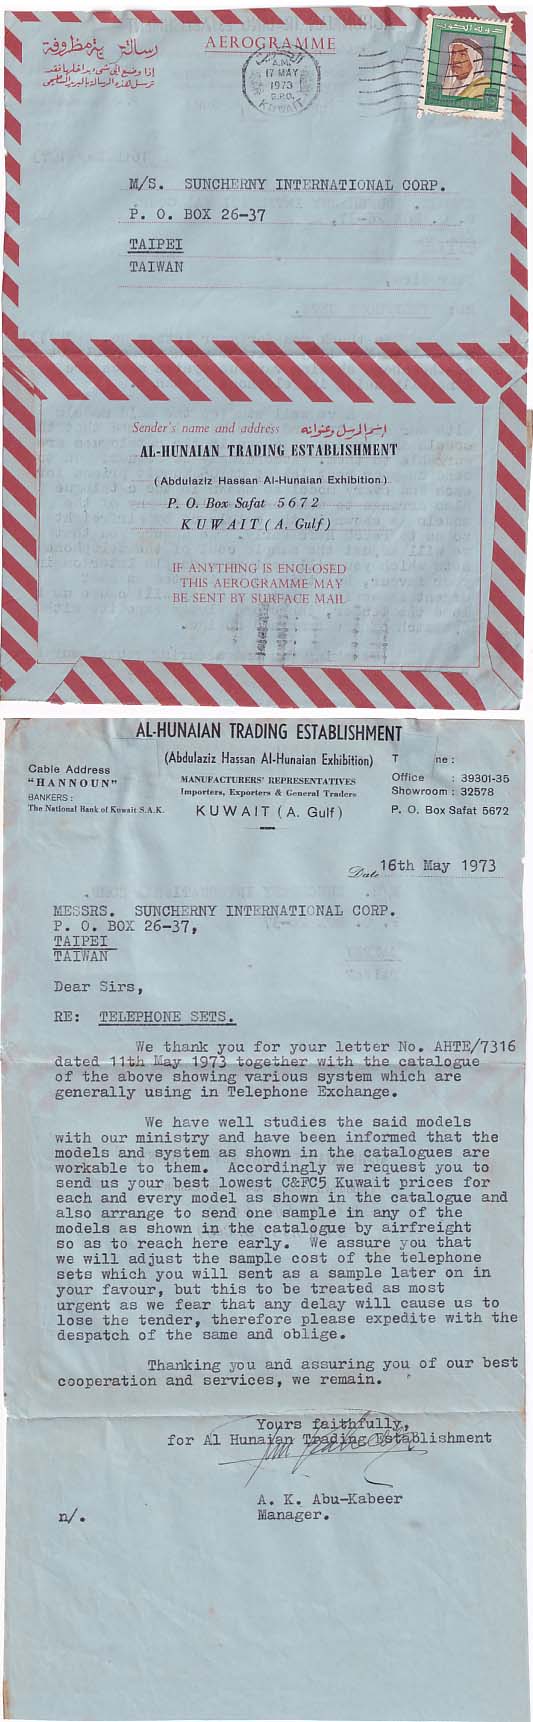 رسالة جوية مظروفة
إذا وضع أي شيء بداخلها فقد
ترسل هذه الرسالة بالبريد السطحي
AEROGRAMME
A.M.
17 MAY
1973
G.P.O.
KUWAIT
دولة الكويت
M/S. SUNCHERNY INTERNATIONAL CORP.
P. O. BOX 26-37
TAIPEI
TAIWAN
Sender's name and address اسم المرسل وعنوانه
AL-HUNAIAN TRADING ESTABLISHMENT
(Abdulaziz Hassan Al-Hunaian Exhibition)
P. O. Box Safat 5672
KUWAIT (A. Gulf)
IF ANYTHING IS ENCLOSED
THIS AEROGRAMME MAY
BE SENT BY SURFACE MAIL
AL-HUNAIAN TRADING ESTABLISHMENT
(Abdulaziz Hassan Al-Hunaian Exhibition)
MANUFACTURERS' REPRESENTATIVES
Importers, Exporters & General Traders
KUWAIT (A. Gulf)
Cable Address
"HANNOUN"
BANKERS :
The National Bank of Kuwait S.A.K.
T ne :
Office : 39301-35
Showroom : 32578
P. O. Box Safat 5672
Date 16th May 1973
MESSRS. SUNCHERNY INTERNATIONAL CORP.
P. O. BOX 26-37,
TAIPEI
TAIWAN
Dear Sirs,
RE: TELEPHONE SETS.
We thank you for your letter No. AHTE/7316
dated 11th May 1973 together with the catalogue
of the above showing various system which are
generally using in Telephone Exchange.
We have well studies the said models
with our ministry and have been informed that the
models and system as shown in the catalogues are
workable to them. Accordingly we request you to
send us your best lowest C&FC5 Kuwait prices for
each and every model as shown in the catalogue and
also arrange to send one sample in any of the
models as shown in the catalogue by airfreight
so as to reach here early. We assure you that
we will adjust the sample cost of the telephone
sets which you will sent as a sample later on in
your favour, but this to be treated as most
urgent as we fear that any delay will cause us to
lose the tender, therefore please expedite with the
despatch of the same and oblige.
Thanking you and assuring you of our best
cooperation and services, we remain.
Yours faithfully,
for Al Hunaian Trading Establishment
A. K. Abu-Kabeer
Manager.
n/.